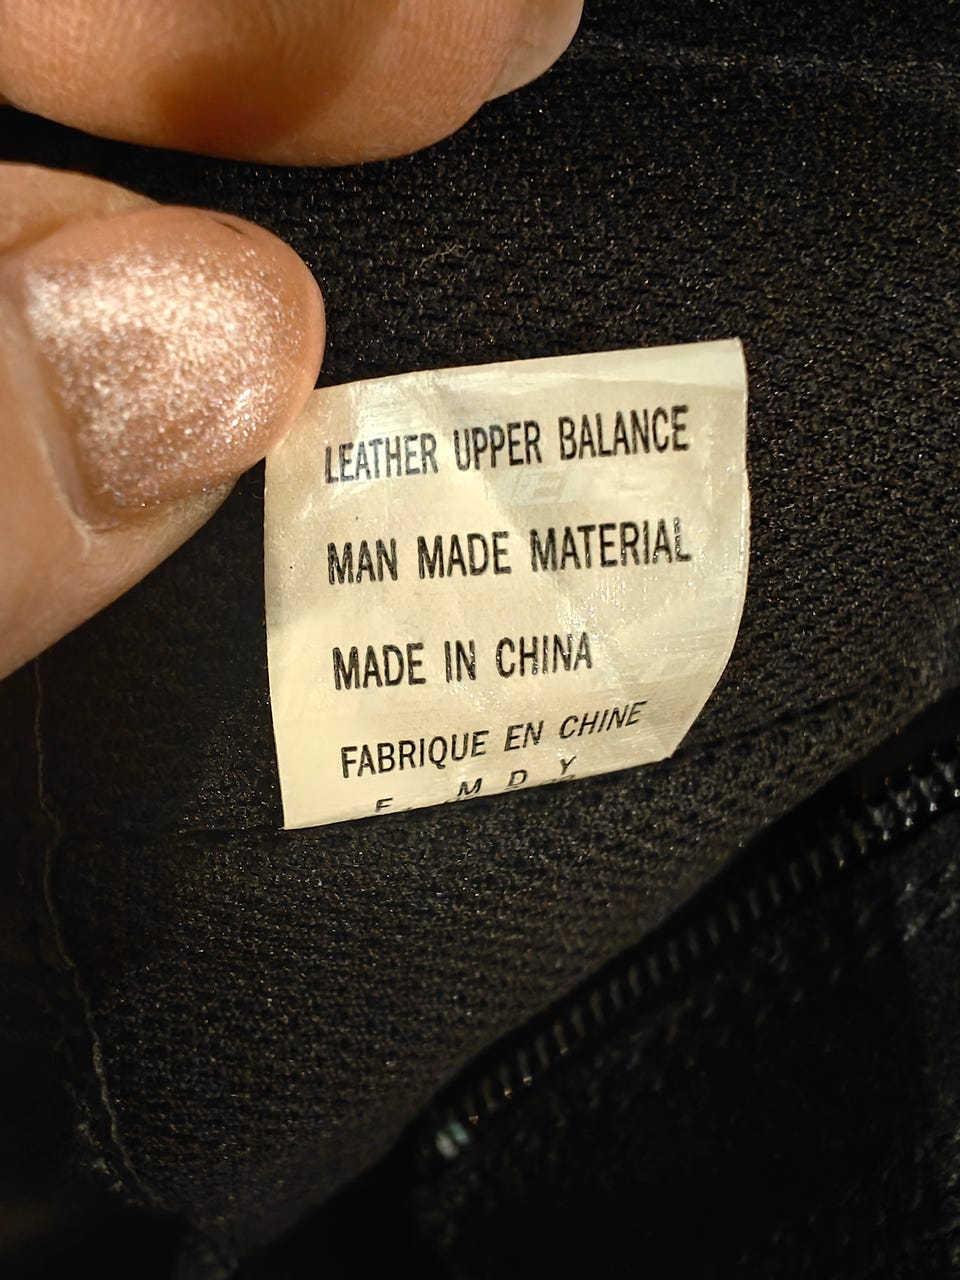 LEATHER UPPER BALANCE
MAN MADE MATERIAL
MADE IN CHINA
FABRIQUE EN CHINE
M D Y